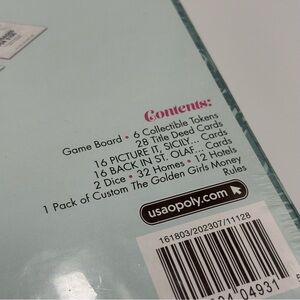 Contents:
Game Board • 6 Collectible Tokens
28 Title Deed Cards
16 PICTURE IT, SICILY... Cards
16 BACK IN ST. OLAF... Cards
2 Dice • 32 Homes • 12 Hotels
1 Pack of Custom The Golden Girls Money
Rules
usaopoly.com
161803/202307/11128
04931